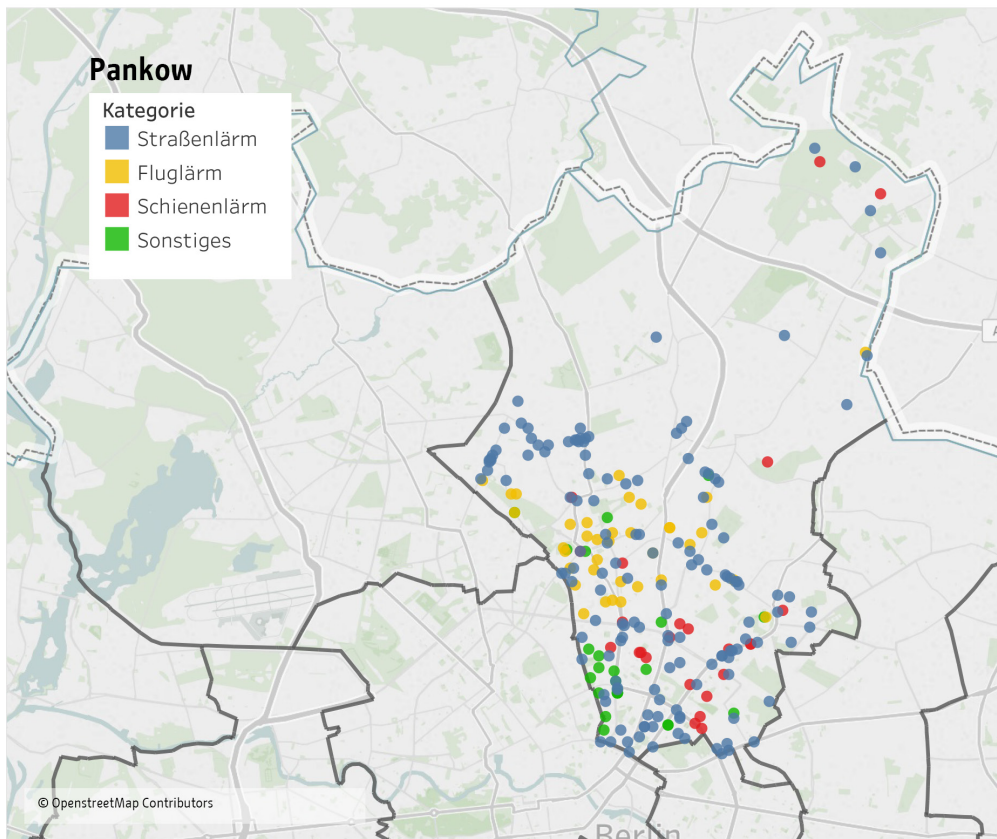 Pankow
Kategorie
Straßenlärm
Fluglärm
Schienenlärm
Sonstiges
A
© OpenstreetMap Contributors
Berlin